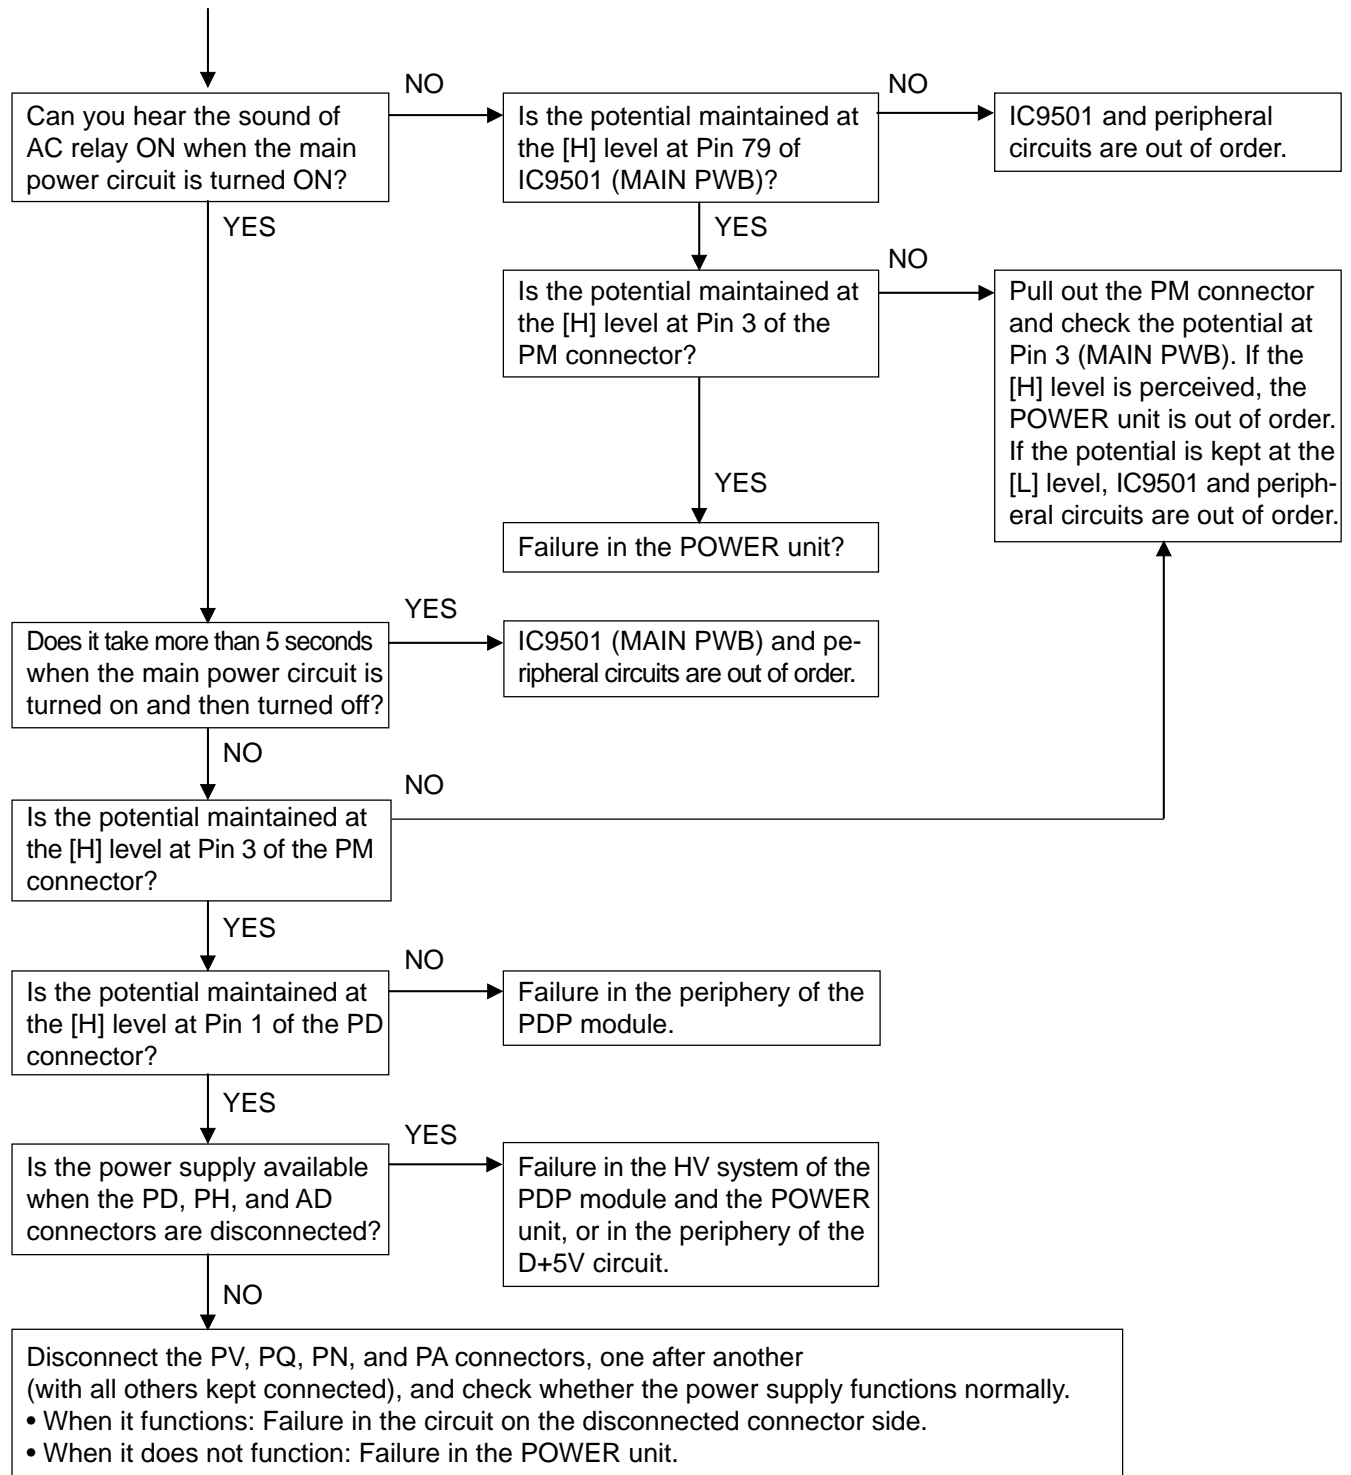 NO
NO
Can you hear the sound of
AC relay ON when the main
power circuit is turned ON?
Is the potential maintained at
the [H] level at Pin 79 of
IC9501 (MAIN PWB)?
IC9501 and peripheral
circuits are out of order.
YES
YES
NO
Is the potential maintained at
the [H] level at Pin 3 of the
PM connector?
Pull out the PM connector
and check the potential at
Pin 3 (MAIN PWB). If the
[H] level is perceived, the
POWER unit is out of order.
If the potential is kept at the
[L] level, IC9501 and periph-
eral circuits are out of order.
YES
Failure in the POWER unit?
YES
Does it take more than 5 seconds
when the main power circuit is
turned on and then turned off?
IC9501 (MAIN PWB) and pe-
ripheral circuits are out of order.
NO
NO
Is the potential maintained at
the [H] level at Pin 3 of the PM
connector?
YES
NO
Is the potential maintained at
the [H] level at Pin 1 of the PD
connector?
Failure in the periphery of the
PDP module.
YES
YES
Is the power supply available
when the PD, PH, and AD
connectors are disconnected?
Failure in the HV system of the
PDP module and the POWER
unit, or in the periphery of the
D+5V circuit.
NO
Disconnect the PV, PQ, PN, and PA connectors, one after another
(with all others kept connected), and check whether the power supply functions normally.
• When it functions: Failure in the circuit on the disconnected connector side.
• When it does not function: Failure in the POWER unit.